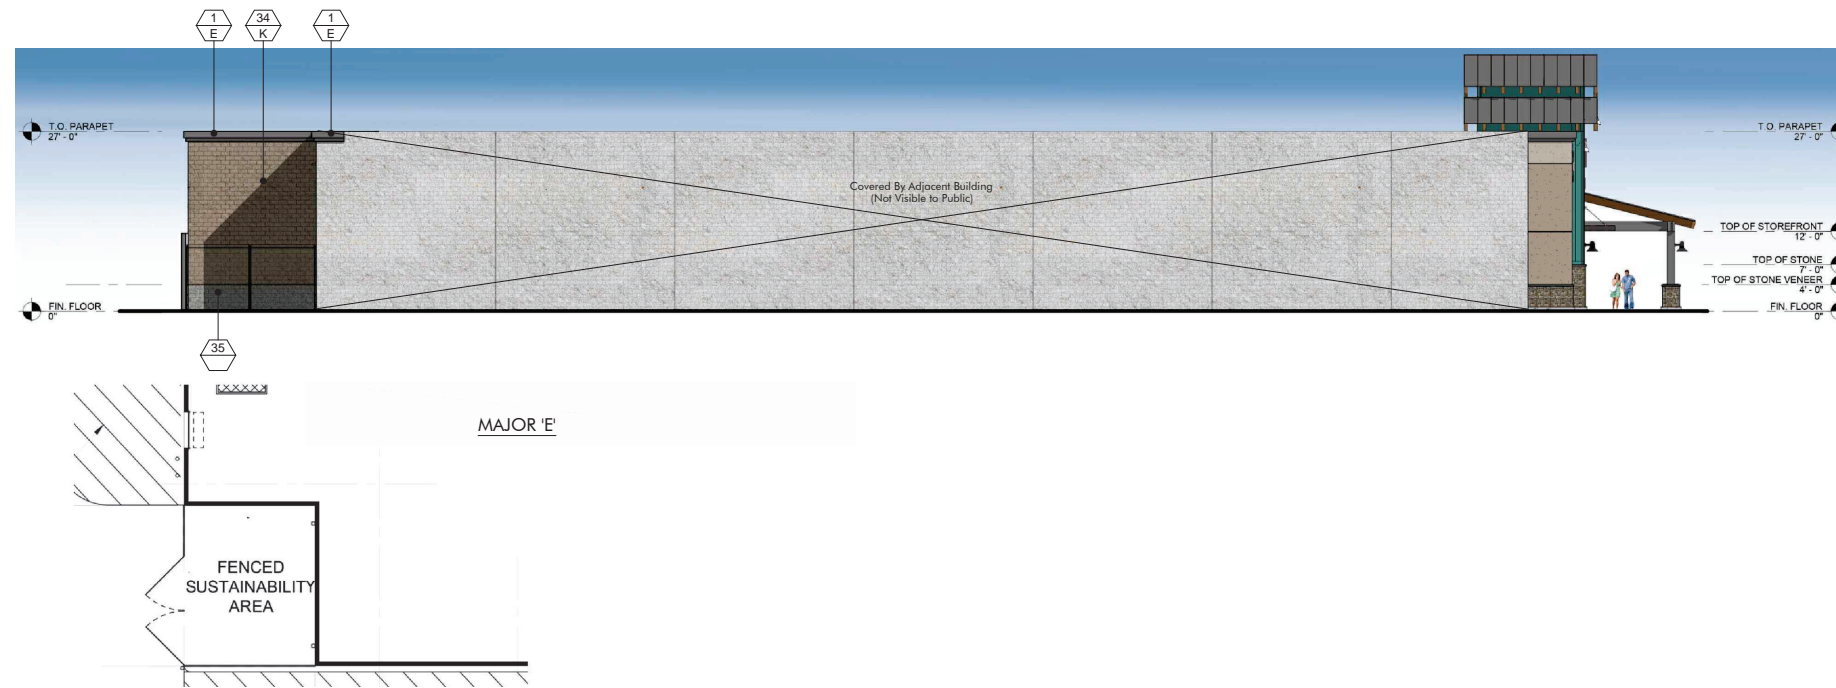 1
E
34
K
1
E
T.O. PARAPET
27' - 0"
T.O. PARAPET
27' - 0"
Covered By Adjacent Building
(Not Visible to Public)
TOP OF STOREFRONT
12' - 0"
TOP OF STONE
7' - 0"
TOP OF STONE VENEER
4' - 0"
FIN. FLOOR
0"
FIN. FLOOR
0"
35
MAJOR 'E'
FENCED
SUSTAINABILITY
AREA